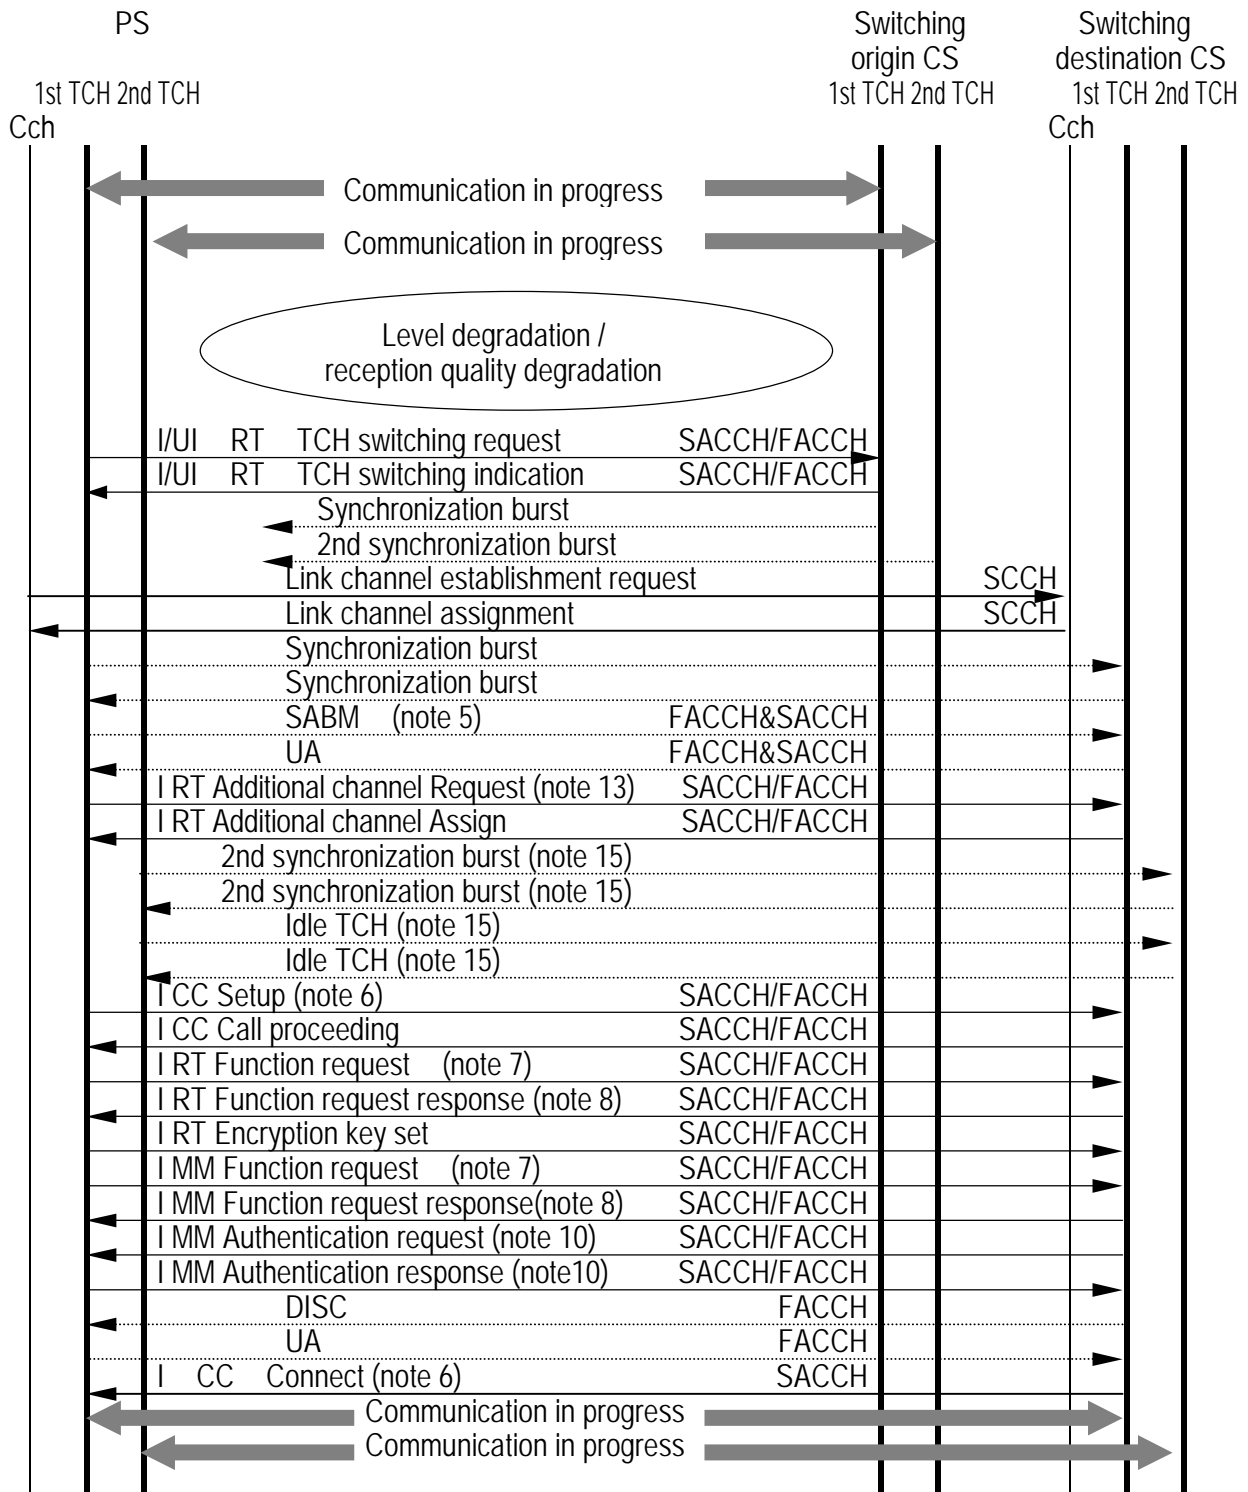 PS Switching Switching
origin CS destination CS
1st TCH 2nd TCH 1st TCH 2nd TCH 1st TCH 2nd TCH
Cch Cch
Communication in progress
Communication in progress
Level degradation /
reception quality degradation
I/UI RT TCH switching request SACCH/FACCH
I/UI RT TCH switching indication SACCH/FACCH
Synchronization burst
2nd synchronization burst
Link channel establishment request SCCH
Link channel assignment SCCH
Synchronization burst
Synchronization burst
SABM (note 5) FACCH&SACCH
UA FACCH&SACCH
I RT Additional channel Request (note 13) SACCH/FACCH
I RT Additional channel Assign SACCH/FACCH
2nd synchronization burst (note 15)
2nd synchronization burst (note 15)
Idle TCH (note 15)
Idle TCH (note 15)
I CC Setup (note 6) SACCH/FACCH
I CC Call proceeding SACCH/FACCH
I RT Function request (note 7) SACCH/FACCH
I RT Function request response (note 8) SACCH/FACCH
I RT Encryption key set SACCH/FACCH
I MM Function request (note 7) SACCH/FACCH
I MM Function request response(note 8) SACCH/FACCH
I MM Authentication request (note 10) SACCH/FACCH
I MM Authentication response (note10) SACCH/FACCH
DISC FACCH
UA FACCH
I CC Connect (note 6) SACCH
Communication in progress
Communication in progress